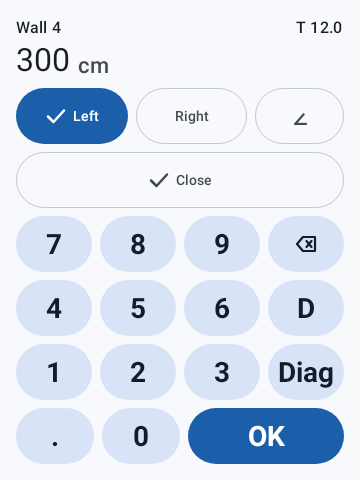 Wall 4 T 12.0
300 cm
Left Right
Close
7 8 9
4 5 6 D
1 2 3 Diag
. 0 OK